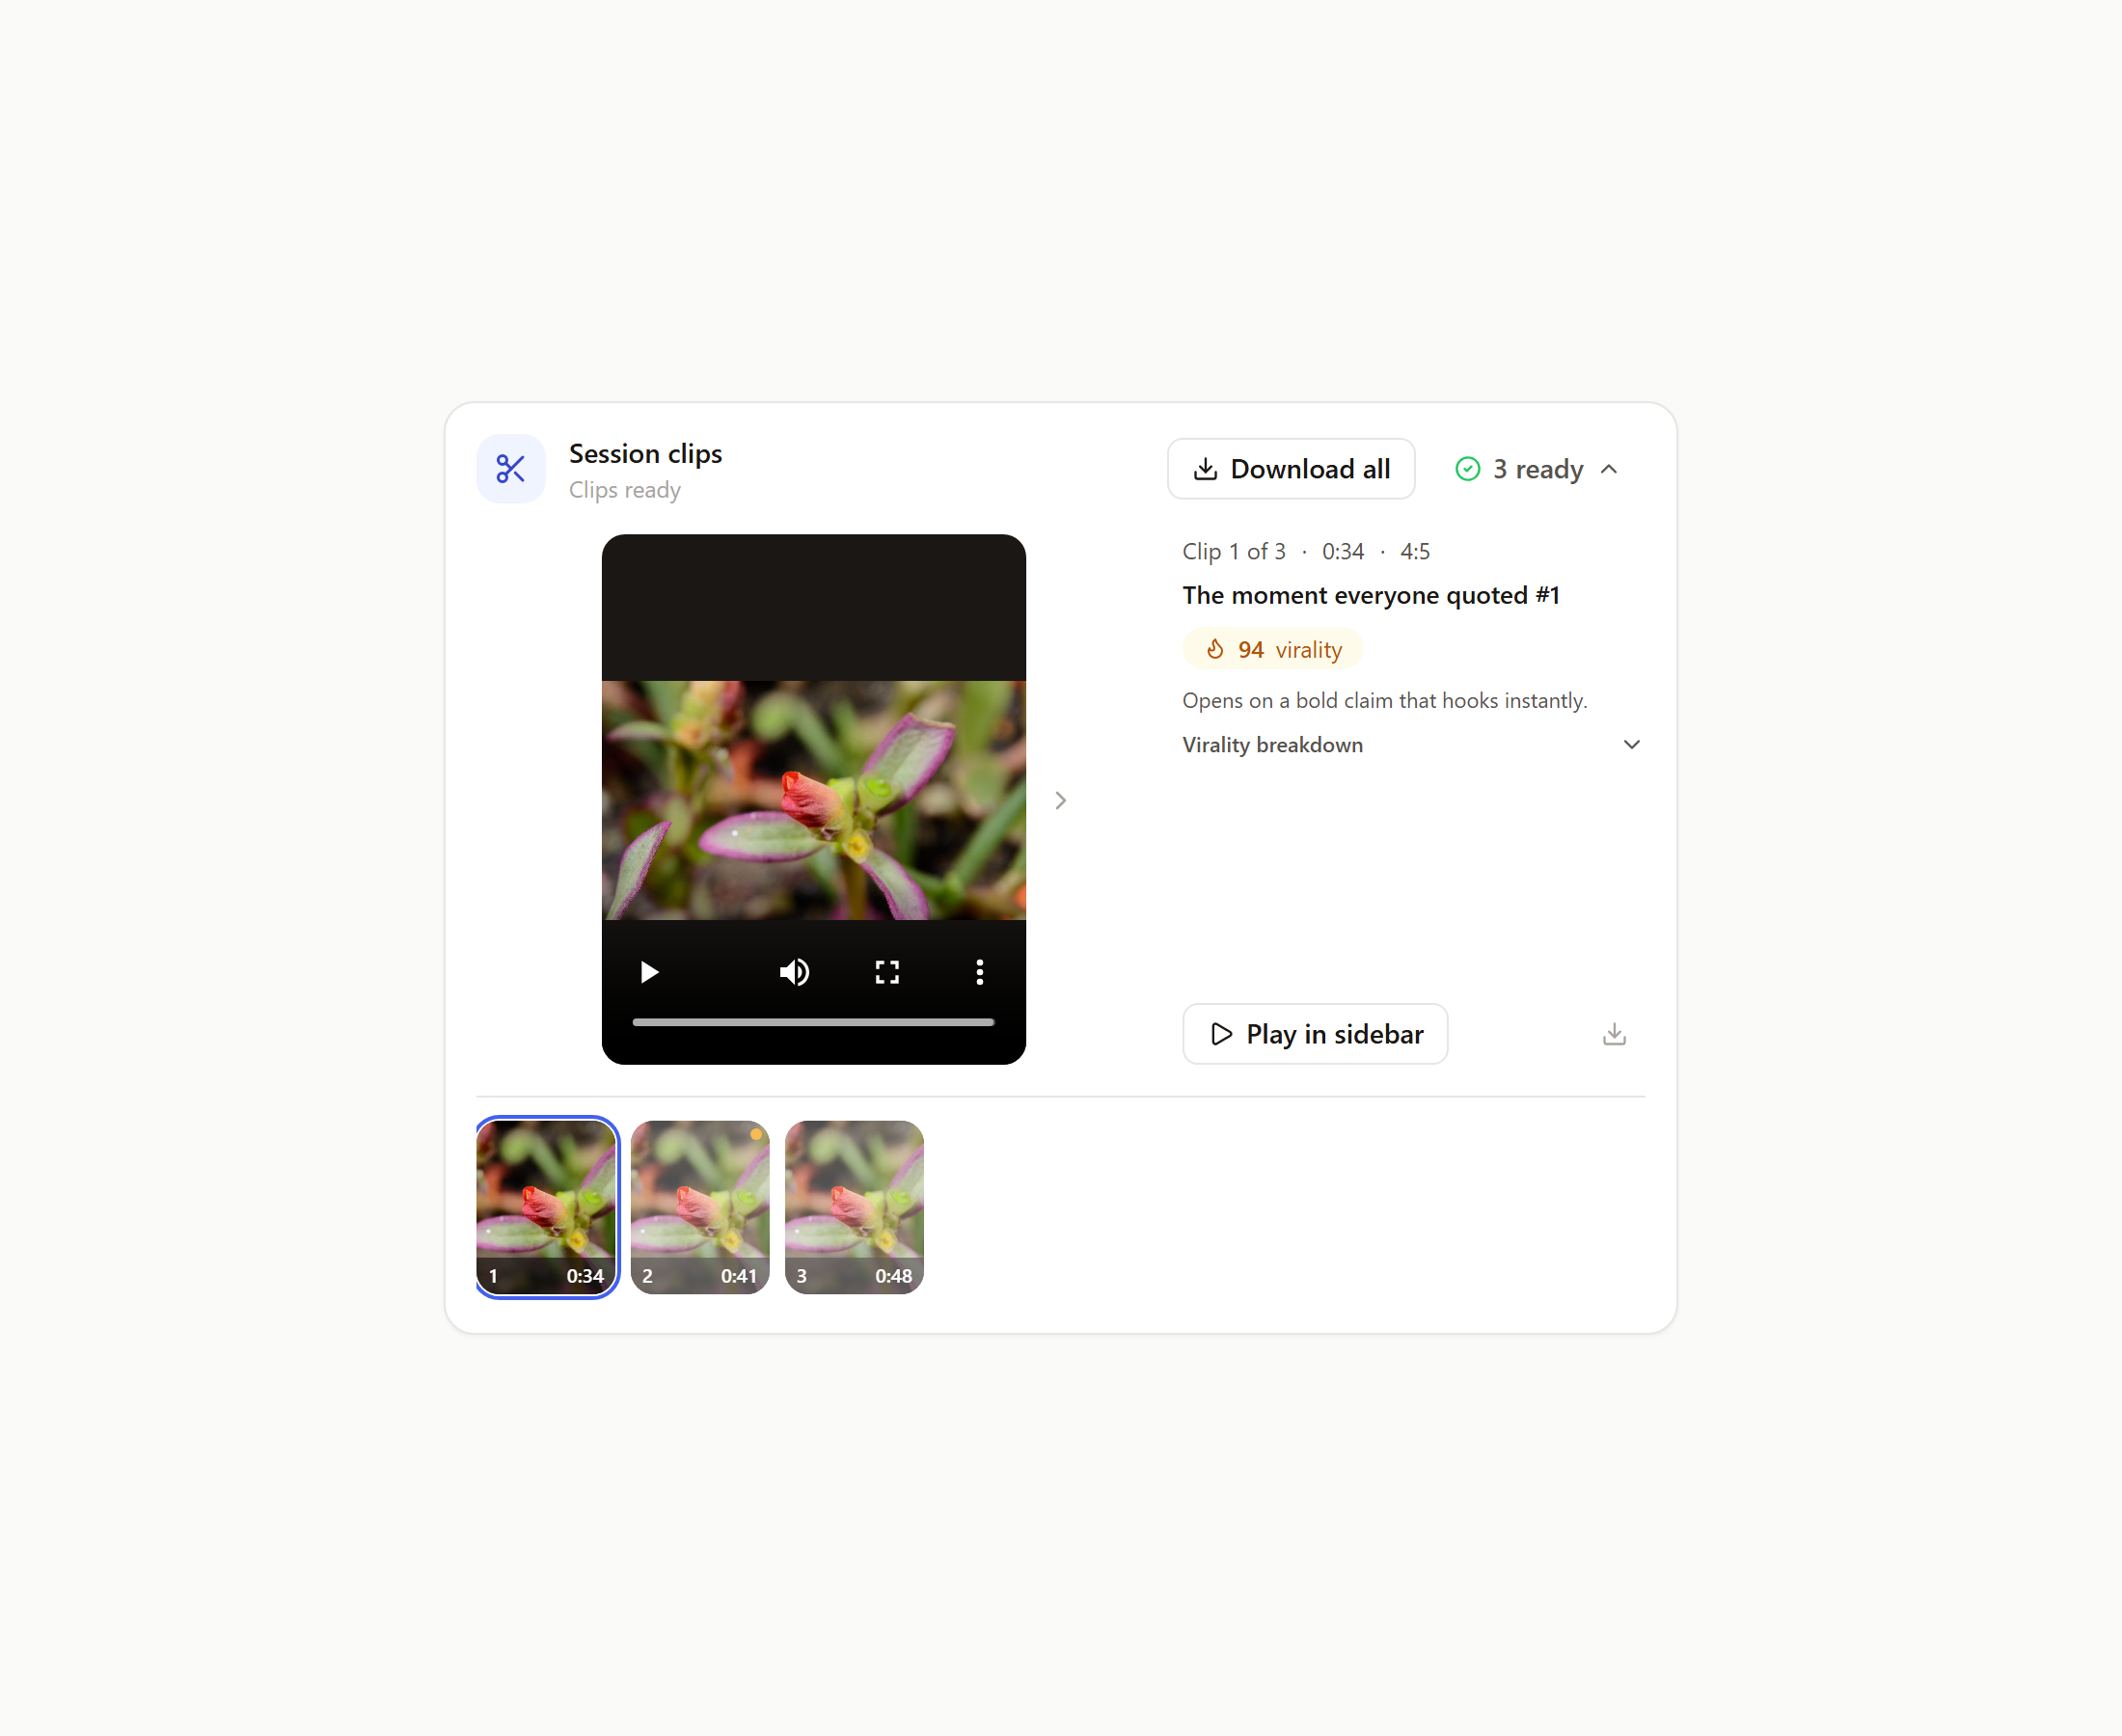 Session clips
Clips ready
Download all
3 ready
Clip 1 of 3 · 0:34 · 4:5
The moment everyone quoted #1
94 virality
Opens on a bold claim that hooks instantly.
Virality breakdown
Play in sidebar
1 0:34
2 0:41
3 0:48